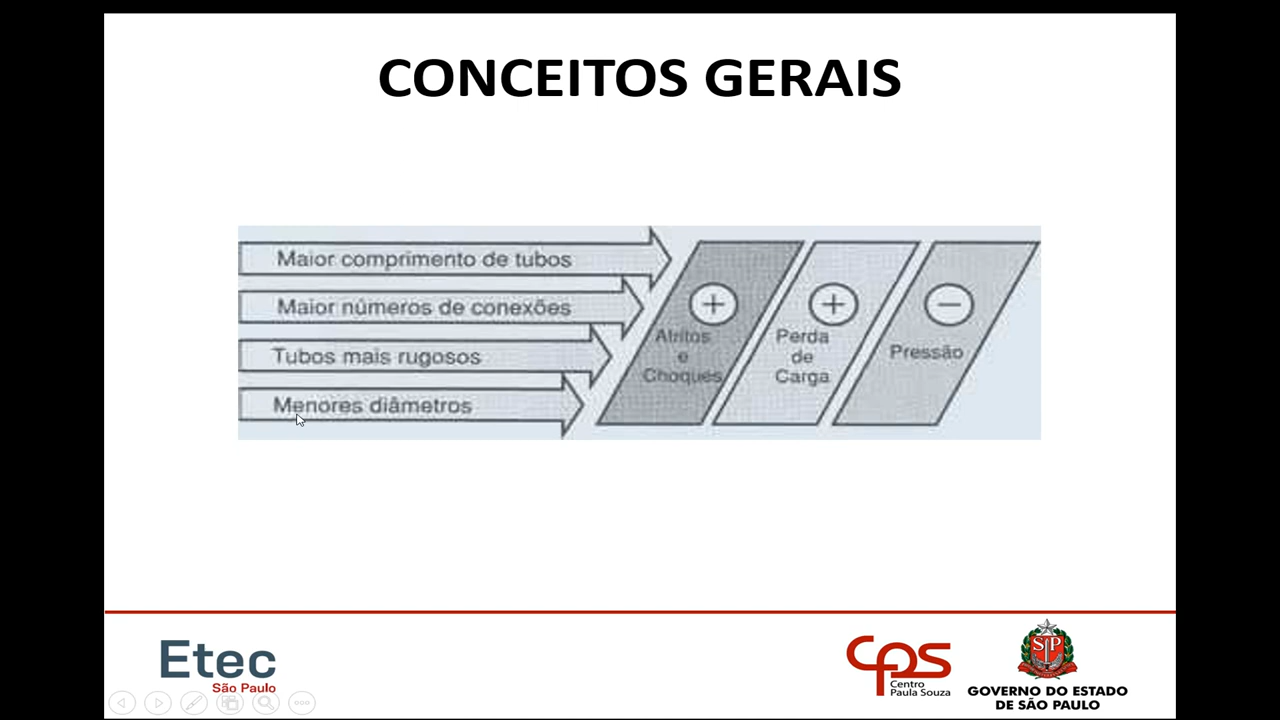 CONCEITOS GERAIS
Maior comprimento de tubos
Maior números de conexões
Tubos mais rugosos
Menores diâmetros
+
Atritos
e
Choques
+
Perda
de
Carga
−
Pressão
Etec
São Paulo
cps
Centro
Paula Souza
SP
GOVERNO DO ESTADO
DE SÃO PAULO